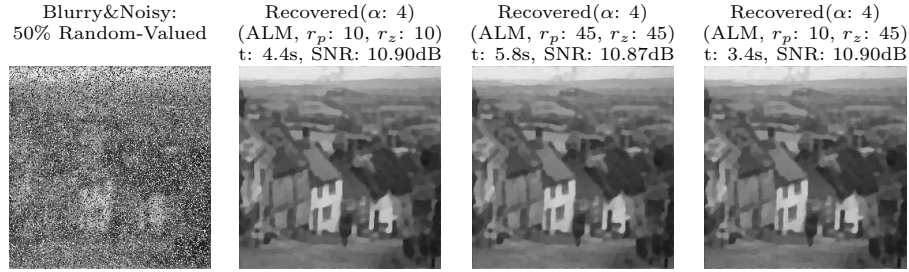 Blurry&Noisy:
50% Random-Valued
Recovered(α: 4)
(ALM, r_p: 10, r_z: 10)
t: 4.4s, SNR: 10.90dB
Recovered(α: 4)
(ALM, r_p: 45, r_z: 45)
t: 5.8s, SNR: 10.87dB
Recovered(α: 4)
(ALM, r_p: 10, r_z: 45)
t: 3.4s, SNR: 10.90dB